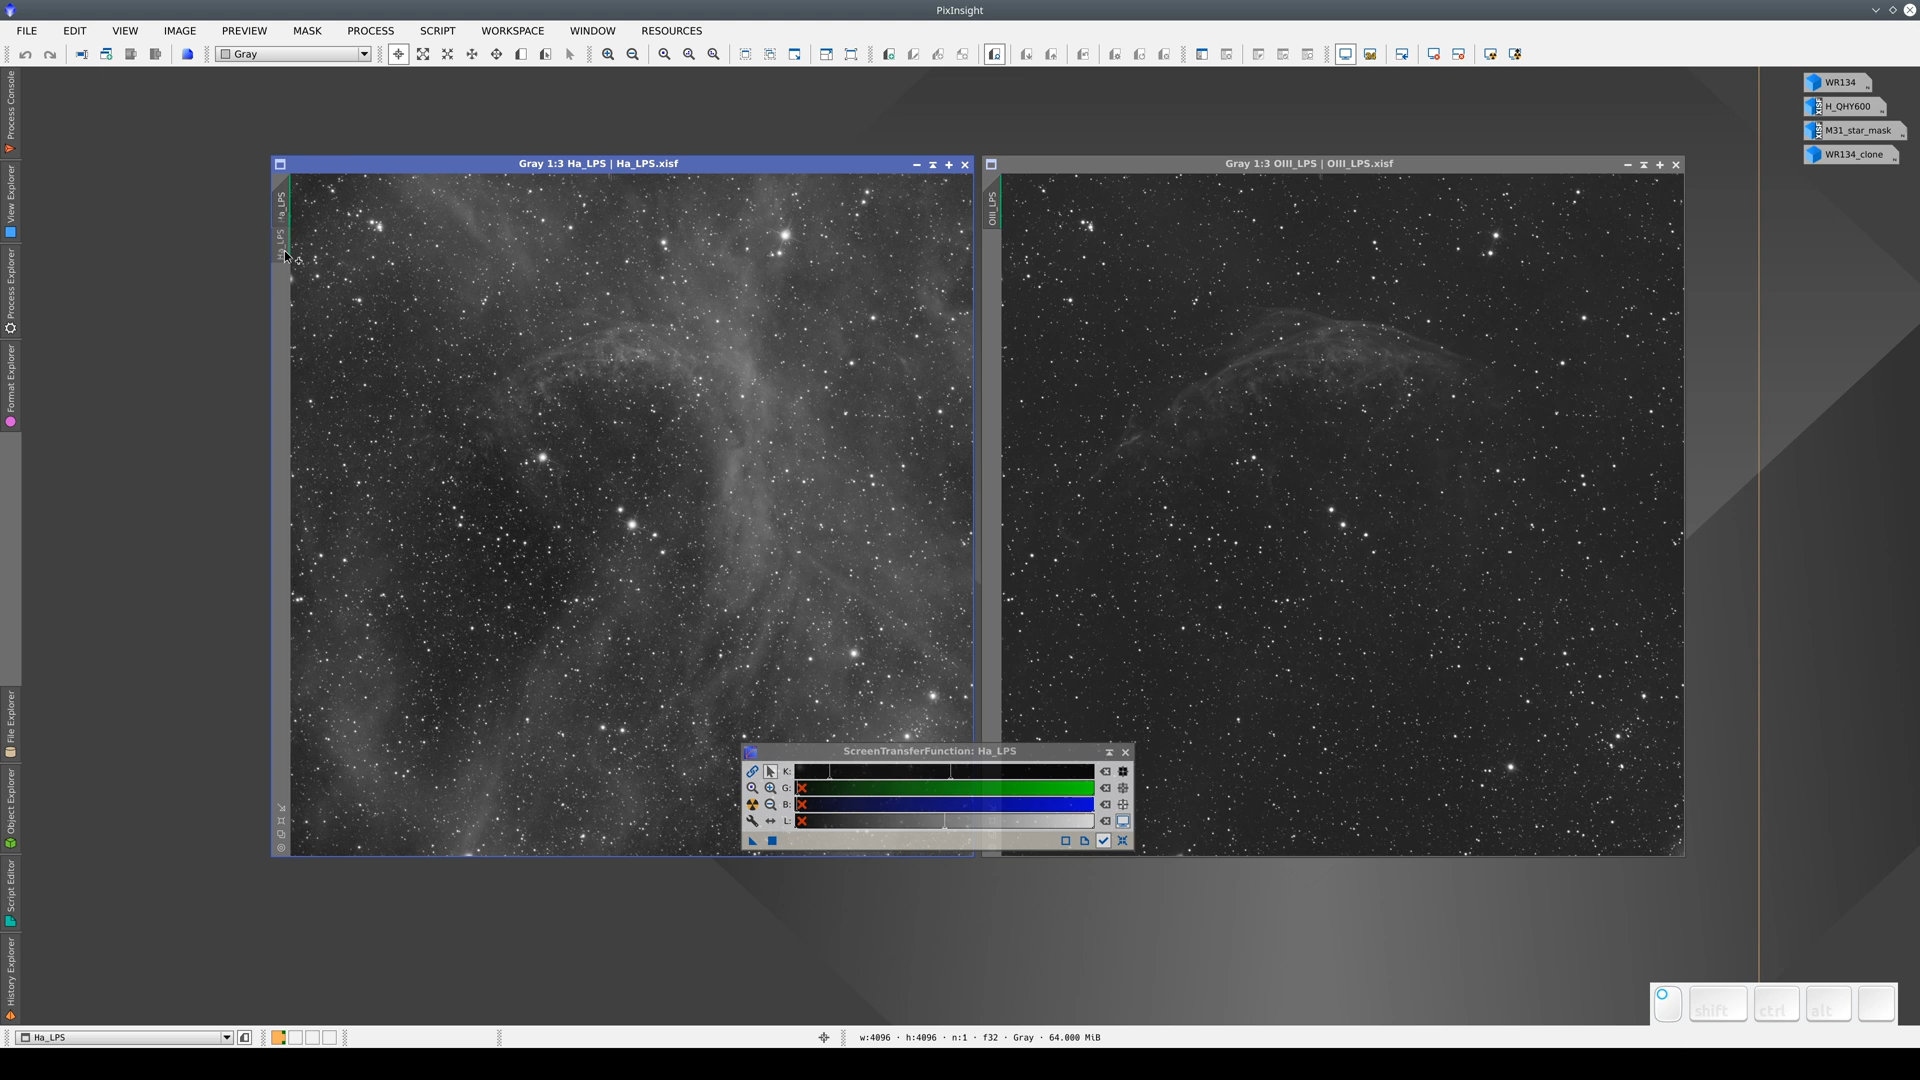 PixInsight
FILE EDIT VIEW IMAGE PREVIEW MASK PROCESS SCRIPT WORKSPACE WINDOW RESOURCES
Gray
Process Console
View Explorer
Process Explorer
Format Explorer
File Explorer
Object Explorer
Script Editor
History Explorer
WR134
H_QHY600
M31_star_mask
WR134_clone
Gray 1:3 Ha_LPS | Ha_LPS.xisf
Ha_LPS
Gray 1:3 OIII_LPS | OIII_LPS.xisf
OIII_LPS
ScreenTransferFunction: Ha_LPS
K:
G:
B:
L:
shift ctrl alt
Ha_LPS
w:4096 · h:4096 · n:1 · f32 · Gray · 64.000 MiB